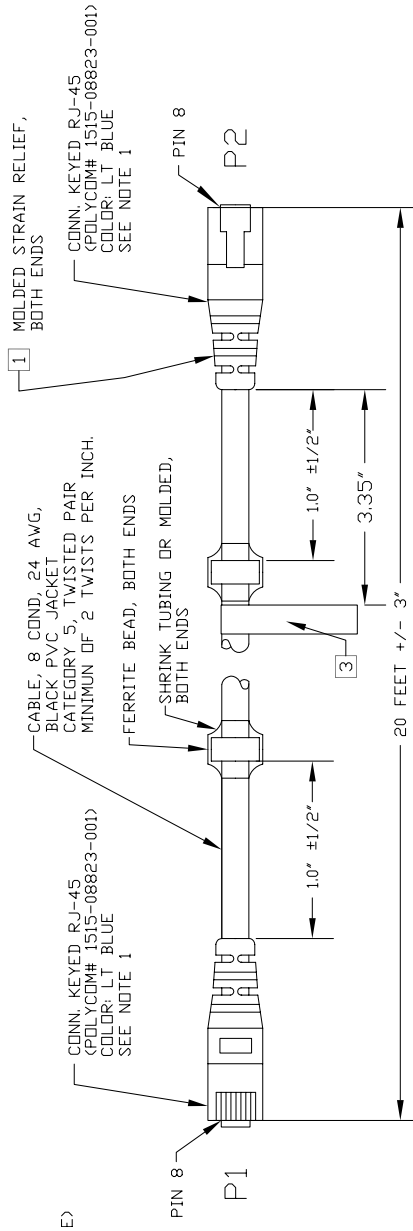 1
MOLDED STRAIN RELIEF,
BOTH ENDS
CONN. KEYED RJ-45
(POLYCOM# 1515-08823-001)
COLOR: LT BLUE
SEE NOTE 1
CABLE, 8 COND, 24 AWG,
BLACK PVC JACKET
CATEGORY 5, TWISTED PAIR
MINIMUN OF 2 TWISTS PER INCH.
CONN. KEYED RJ-45
(POLYCOM# 1515-08823-001)
COLOR: LT BLUE
SEE NOTE 1
FERRITE BEAD, BOTH ENDS
SHRINK TUBING OR MOLDED,
BOTH ENDS
E)
PIN 8
PIN 8
P1
P2
1.0" ±1/2"
1.0" ±1/2"
3
3.35"
20 FEET +/- 3"